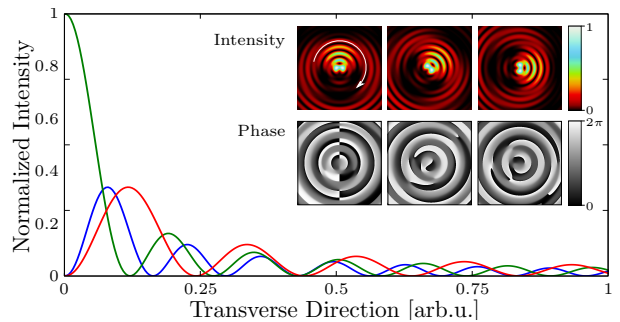 Normalized Intensity
1
0.8
0.6
0.4
0.2
0
Intensity
1
0
Phase
2π
0
0
0.25
0.5
0.75
1
Transverse Direction [arb.u.]